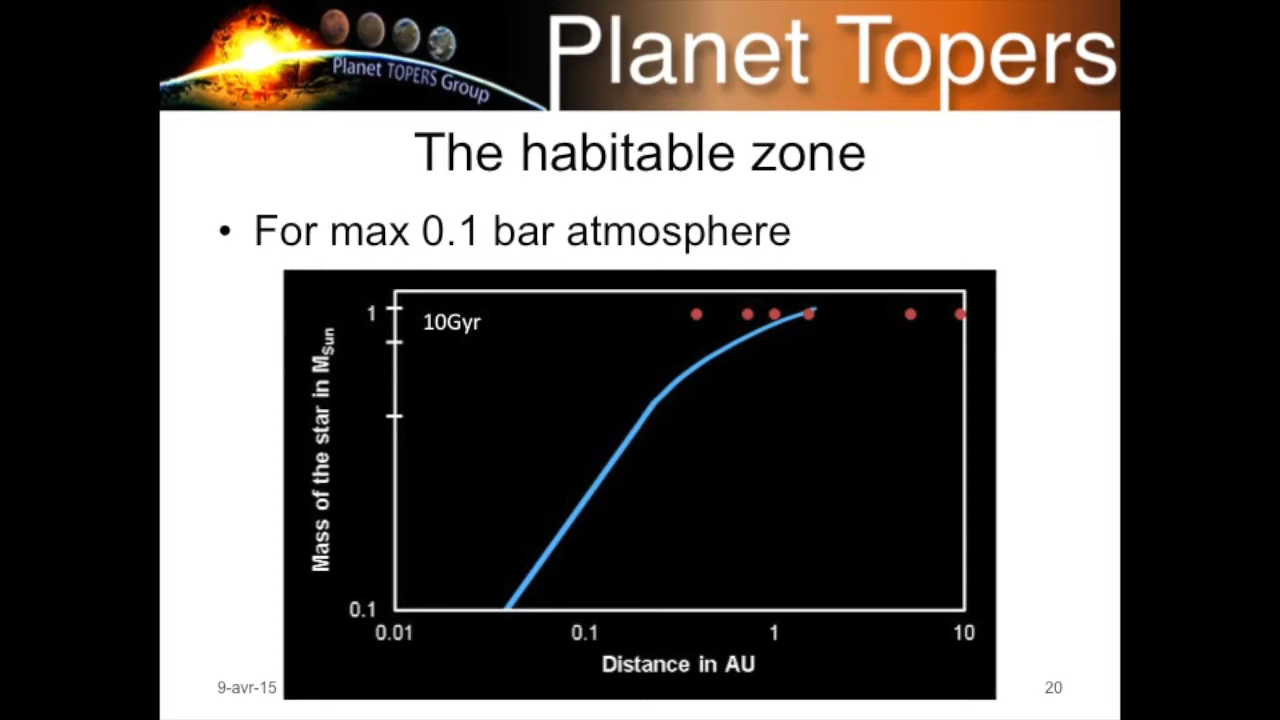 Planet TOPERS Group
Planet Topers
The habitable zone
• For max 0.1 bar atmosphere
10Gyr
Mass of the star in MSun
1
0.1
0.01 0.1 1 10
Distance in AU
9-avr-15
20